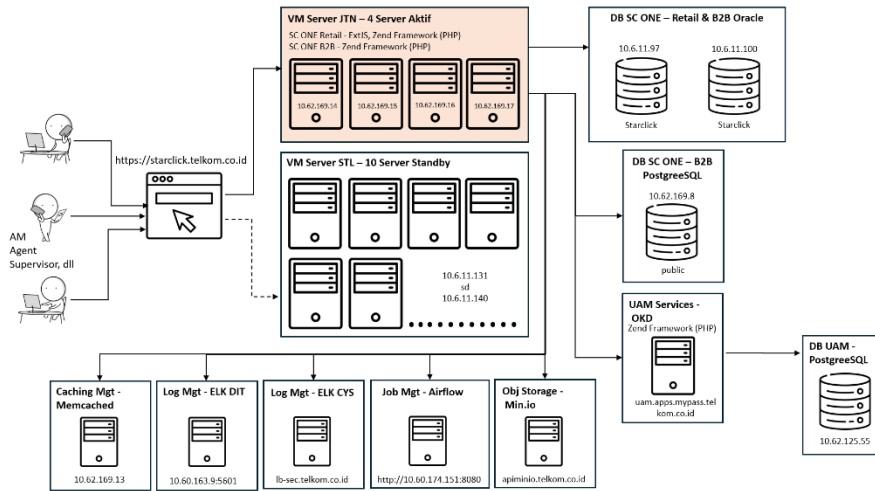 VM Server JTN – 4 Server Aktif
SC ONE Retail - ExtJS, Zend Framework (PHP)
SC ONE B2B - Zend Framework (PHP)
10.62.169.14
10.62.169.15
10.62.169.16
10.62.169.17
DB SC ONE – Retail & B2B Oracle
10.6.11.97
10.6.11.100
Starclick
Starclick
https://starclick.telkom.co.id
AM
Agent
Supervisor, dll
VM Server STL – 10 Server Standby
10.6.11.131
sd
10.6.11.140
DB SC ONE – B2B
PostgreeSQL
10.62.169.8
public
UAM Services -
OKD
Zend Framework (PHP)
uam.apps.mypass.tel
kom.co.id
DB UAM -
PostgreeSQL
10.62.125.55
Caching Mgt -
Memcached
10.62.169.13
Log Mgt - ELK DIT
10.60.163.9:5601
Log Mgt - ELK CYS
lb-sec.telkom.co.id
Job Mgt - Airflow
http://10.60.174.151:8080
Obj Storage -
Min.io
apiminio.telkom.co.id